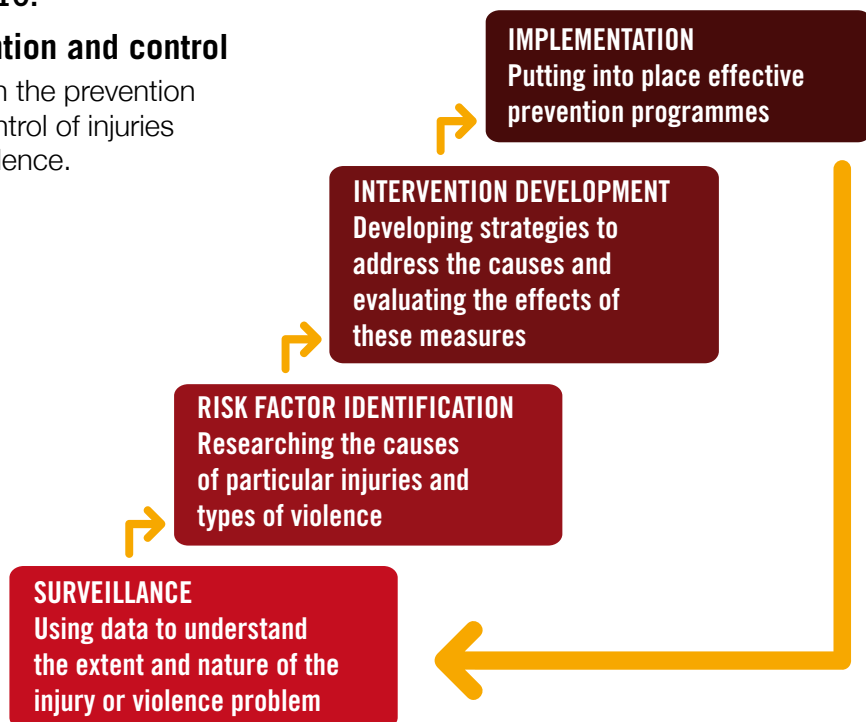 ntion and control
n the prevention
ntrol of injuries
lence.
IMPLEMENTATION
Putting into place effective
prevention programmes
INTERVENTION DEVELOPMENT
Developing strategies to
address the causes and
evaluating the effects of
these measures
RISK FACTOR IDENTIFICATION
Researching the causes
of particular injuries and
types of violence
SURVEILLANCE
Using data to understand
the extent and nature of the
injury or violence problem